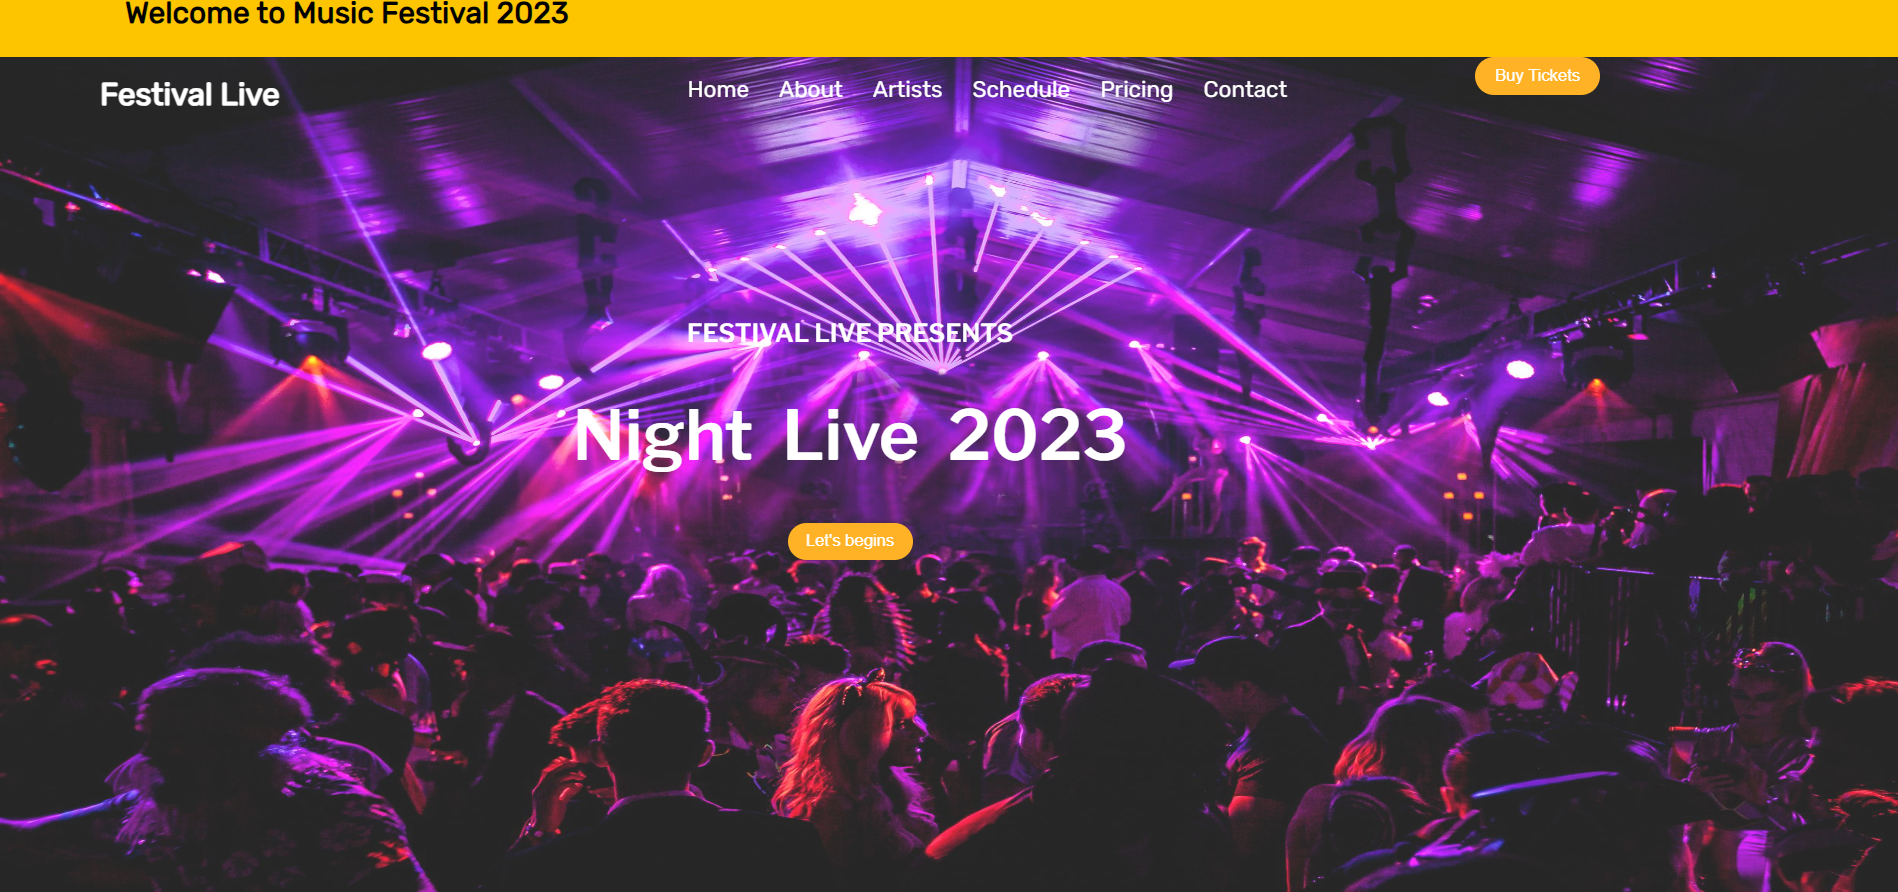 Welcome to Music Festival 2023
Festival Live
Home About Artists Schedule Pricing Contact
Buy Tickets
FESTIVAL LIVE PRESENTS
Night Live 2023
Let's begins